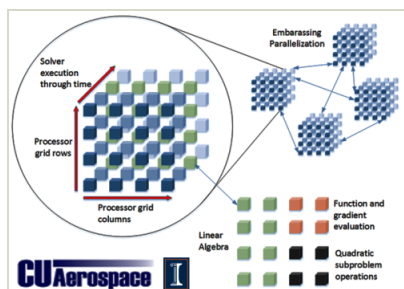 Embarassing
Parallelization
Solver
execution
through time
Processor
grid rows
Processor grid
columns
Linear
Algebra
Function and
gradient
evaluation
Quadratic
subproblem
operations
CU Aerospace
I